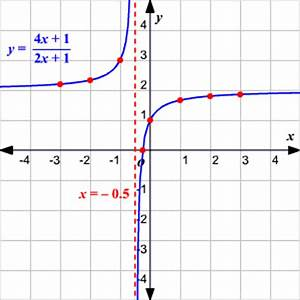 4 y
y = 4x + 1
2x + 1
3
2
1
x
-4 -3 -2 -1 O 1 2 3 4
-1
x = – 0.5
-2
-3
-4